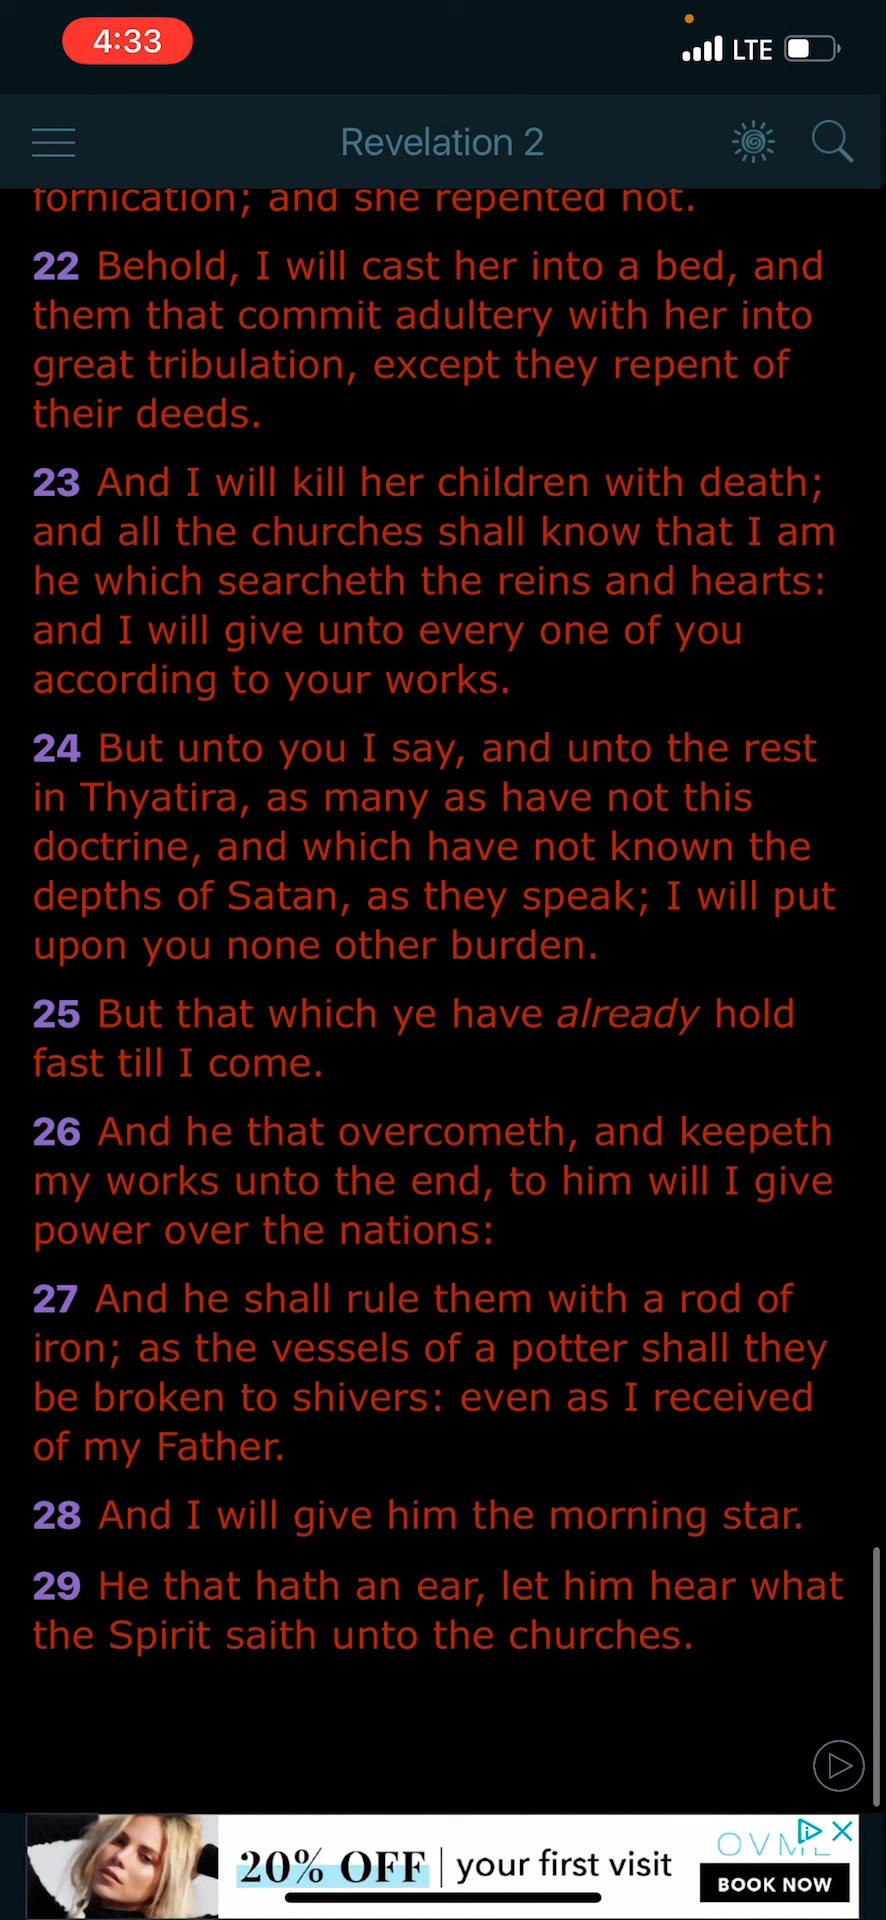 4:33
LTE
Revelation 2
fornication; and she repented not.
22 Behold, I will cast her into a bed, and
them that commit adultery with her into
great tribulation, except they repent of
their deeds.
23 And I will kill her children with death;
and all the churches shall know that I am
he which searcheth the reins and hearts:
and I will give unto every one of you
according to your works.
24 But unto you I say, and unto the rest
in Thyatira, as many as have not this
doctrine, and which have not known the
depths of Satan, as they speak; I will put
upon you none other burden.
25 But that which ye have already hold
fast till I come.
26 And he that overcometh, and keepeth
my works unto the end, to him will I give
power over the nations:
27 And he shall rule them with a rod of
iron; as the vessels of a potter shall they
be broken to shivers: even as I received
of my Father.
28 And I will give him the morning star.
29 He that hath an ear, let him hear what
the Spirit saith unto the churches.
20% OFF your first visit
BOOK NOW